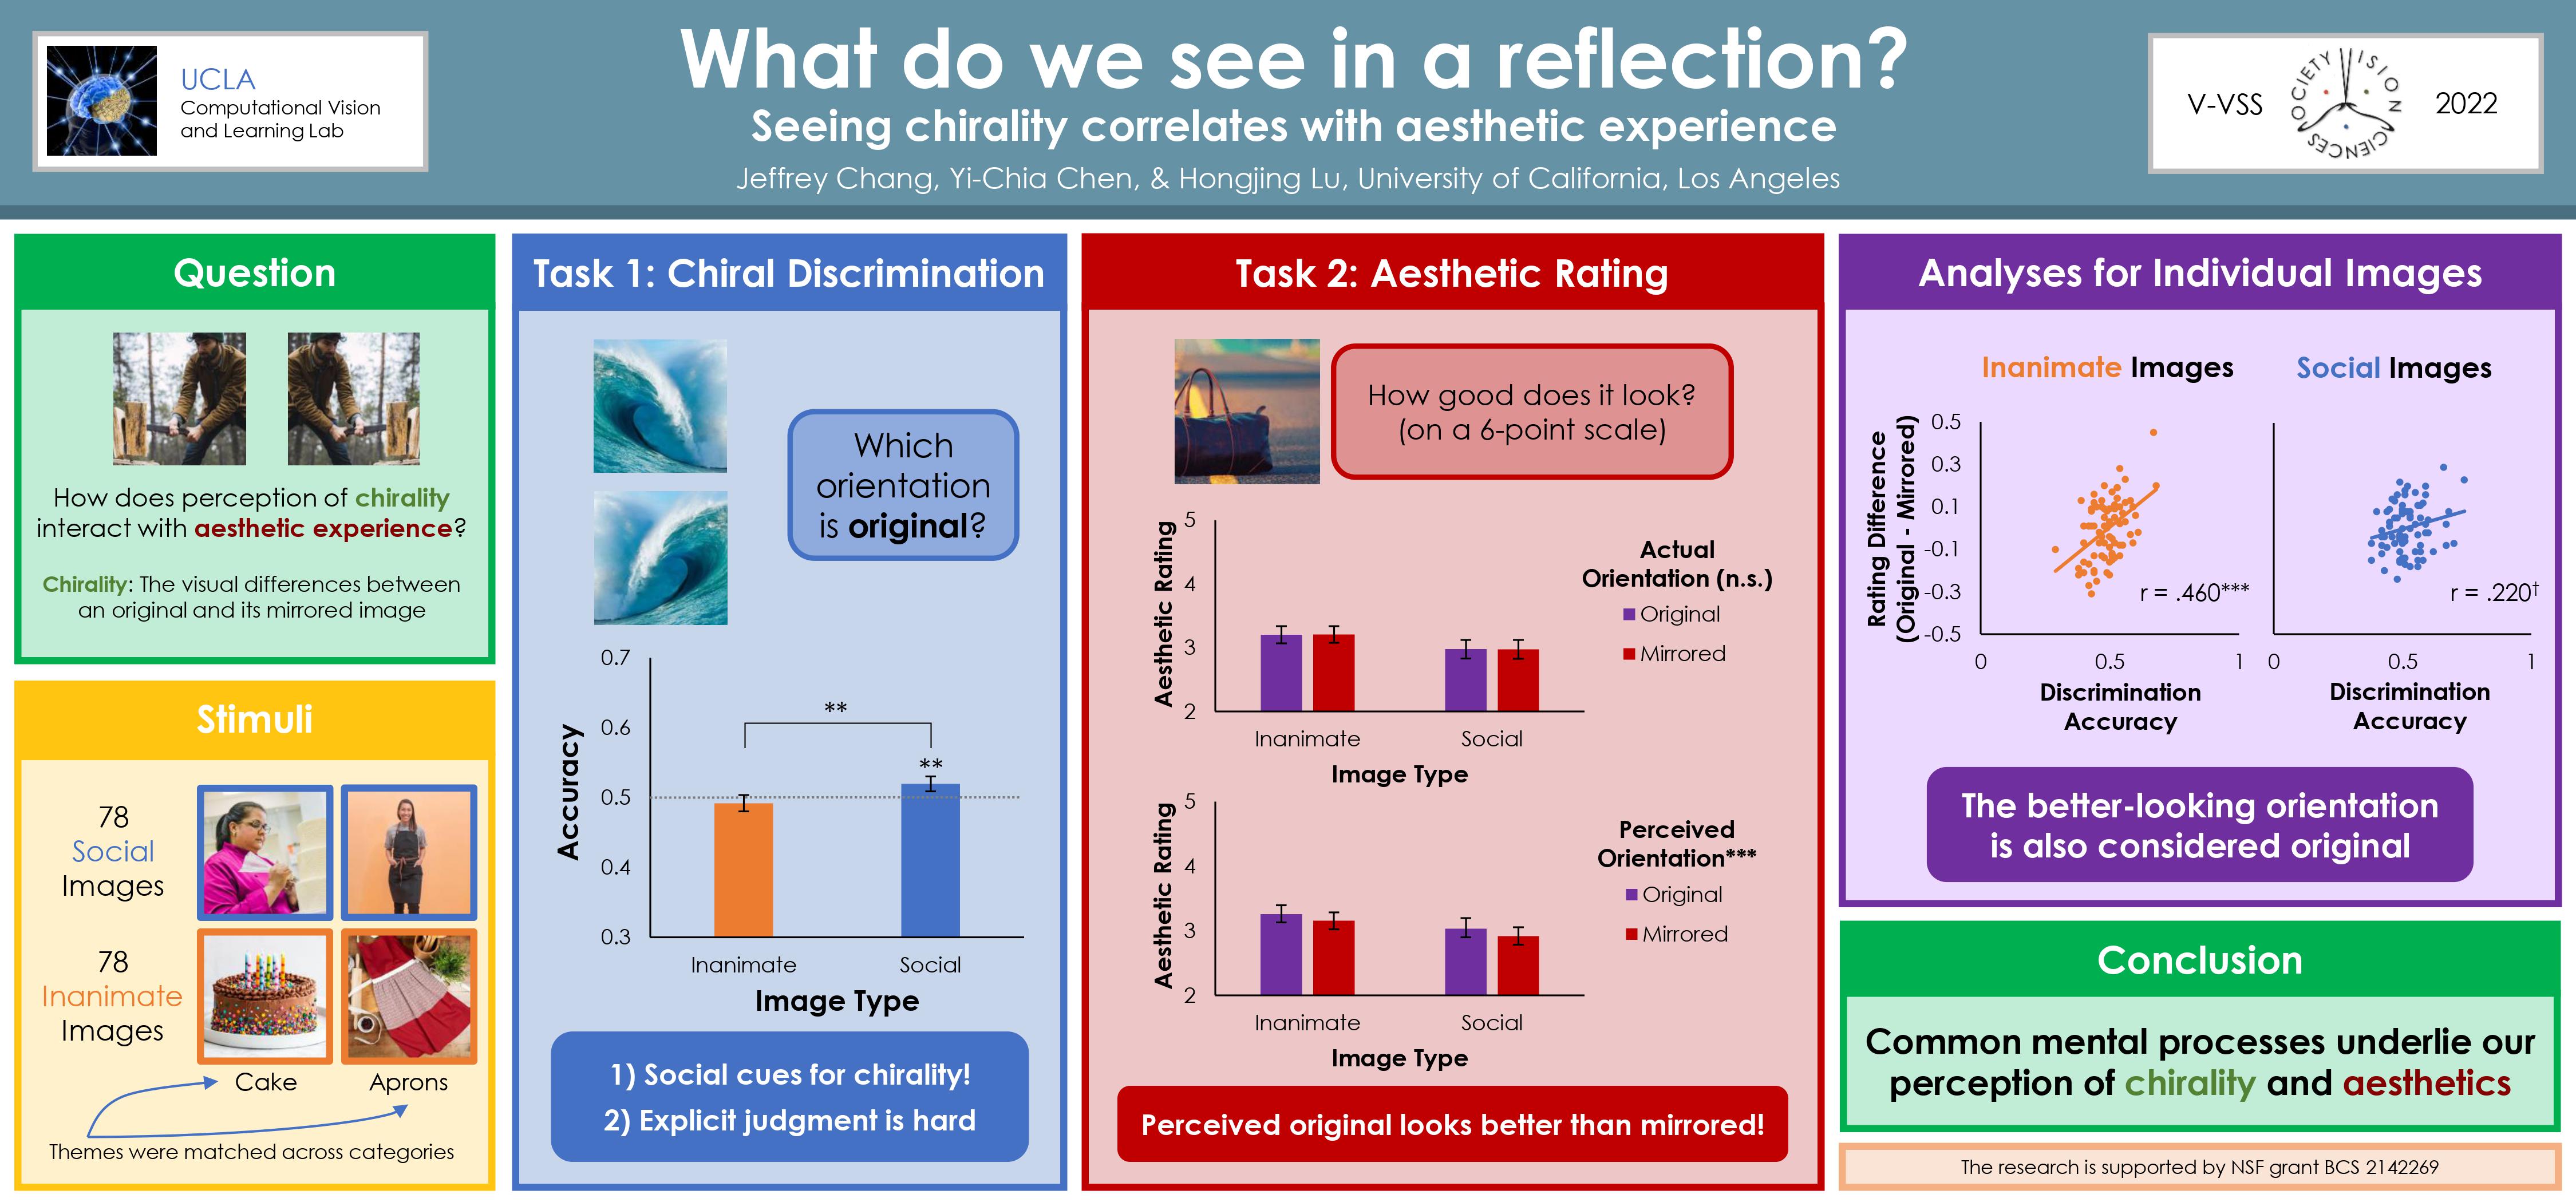 UCLA
Computational Vision
and Learning Lab
What do we see in a reflection?
Seeing chirality correlates with aesthetic experience
Jeffrey Chang, Yi-Chia Chen, & Hongjing Lu, University of California, Los Angeles
V-VSS
VISION
SCIENCES
SOCIETY
2022
Question
How does perception of chirality
interact with aesthetic experience?
Chirality: The visual differences between
an original and its mirrored image
Stimuli
78
Social
Images
78
Inanimate
Images
Cake
Aprons
Themes were matched across categories
Task 1: Chiral Discrimination
Which
orientation
is original?
Accuracy
0.7
0.6
0.5
0.4
0.3
**
**
Inanimate
Social
Image Type
1) Social cues for chirality!
2) Explicit judgment is hard
Task 2: Aesthetic Rating
How good does it look?
(on a 6-point scale)
Aesthetic Rating
5
4
3
2
Inanimate
Social
Image Type
Actual
Orientation (n.s.)
Original
Mirrored
Aesthetic Rating
5
4
3
2
Inanimate
Social
Image Type
Perceived
Orientation***
Original
Mirrored
Perceived original looks better than mirrored!
Analyses for Individual Images
Inanimate Images
Social Images
Rating Difference
(Original - Mirrored)
0.5
0.3
0.1
-0.1
-0.3
-0.5
r = .460***
r = .220†
0
0.5
1
0
0.5
1
Discrimination
Accuracy
Discrimination
Accuracy
The better-looking orientation
is also considered original
Conclusion
Common mental processes underlie our
perception of chirality and aesthetics
The research is supported by NSF grant BCS 2142269